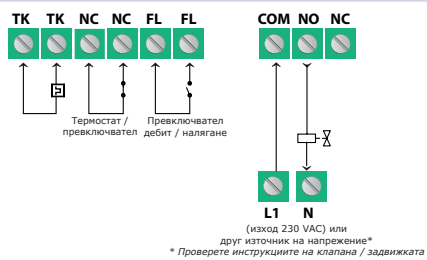 TK TK NC NC FL FL COM NO NC
Термостат /
превключвател
Превключвател
дебит / налягане
L1 N
(изход 230 VAC) или
друг източник на напрежение*
* Проверете инструкциите на клапана / задвижката